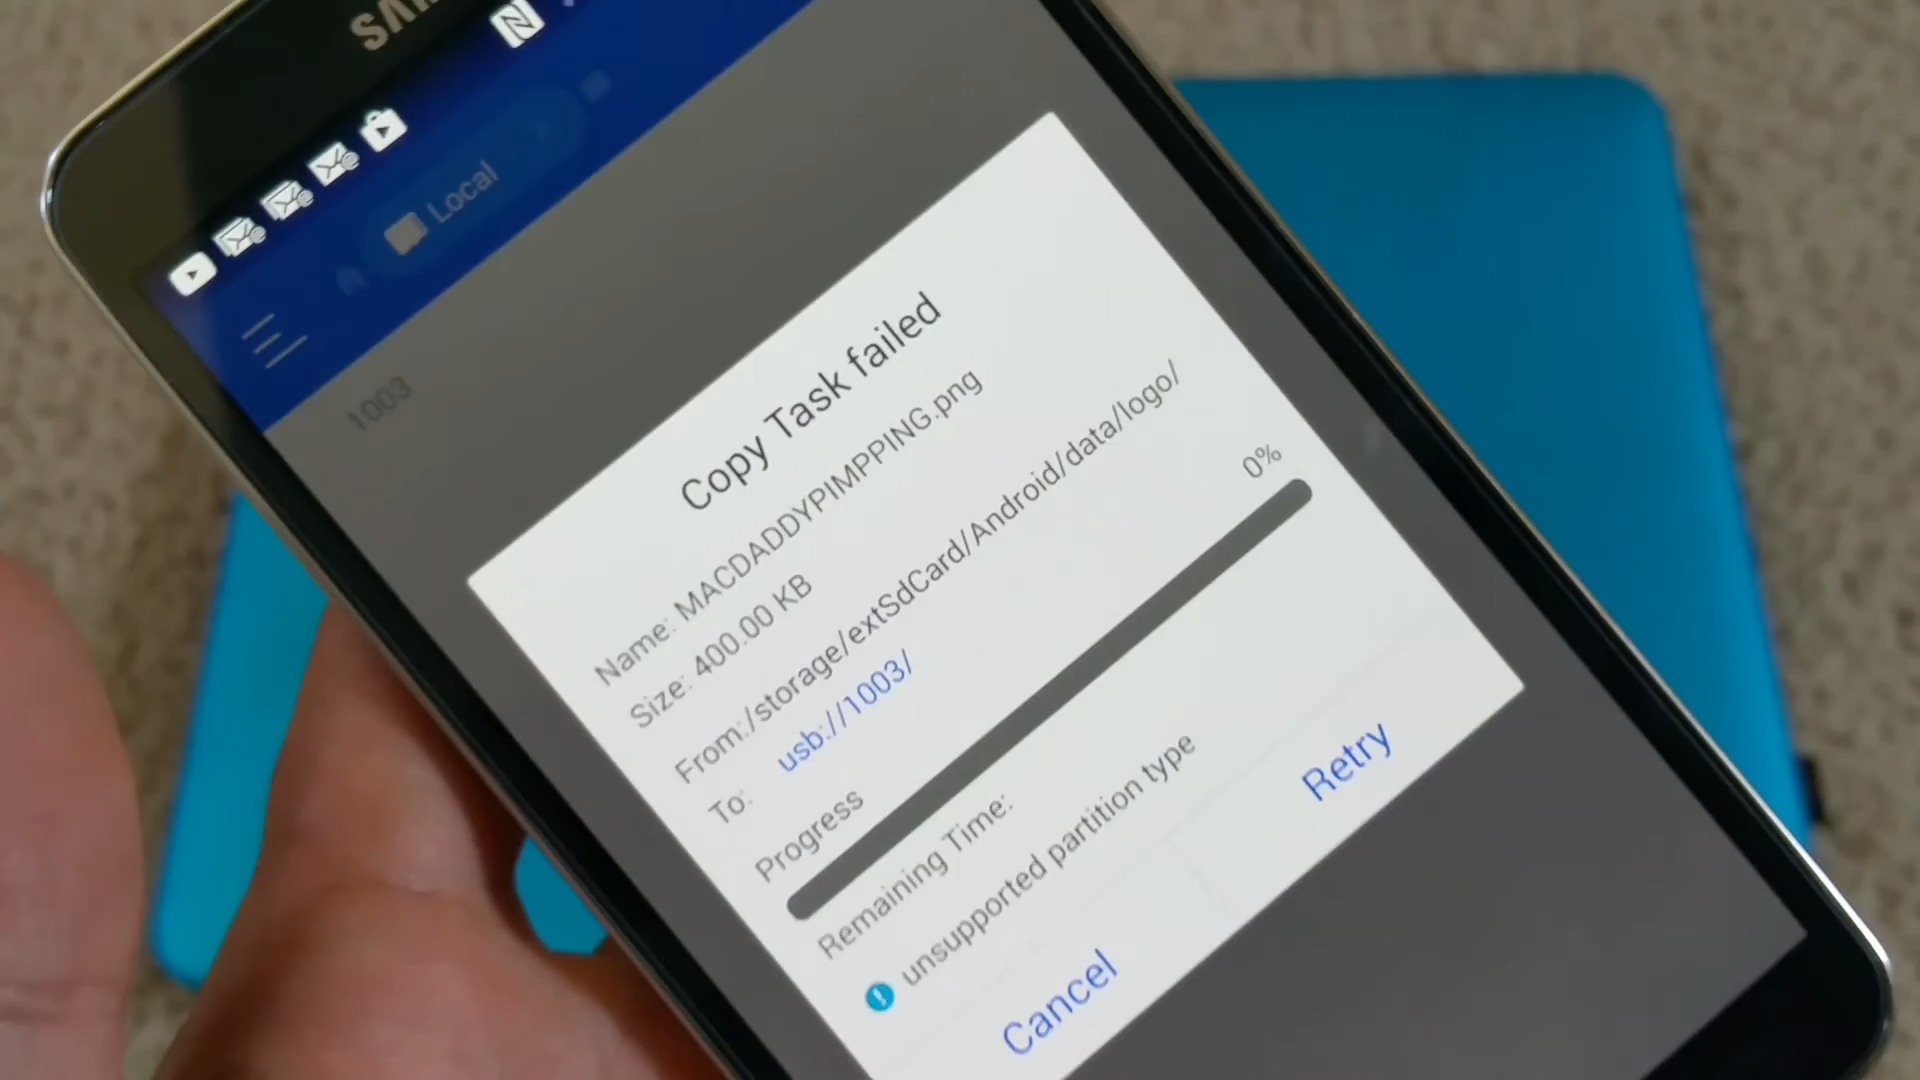 Local
1003
Copy Task failed
Name: MACDADDYPIMPPING.png
Size: 400.00 KB
From:/storage/extSdCard/Android/data/logo/
To: usb://1003/
Progress 0%
Remaining Time:
unsupported partition type
Cancel Retry